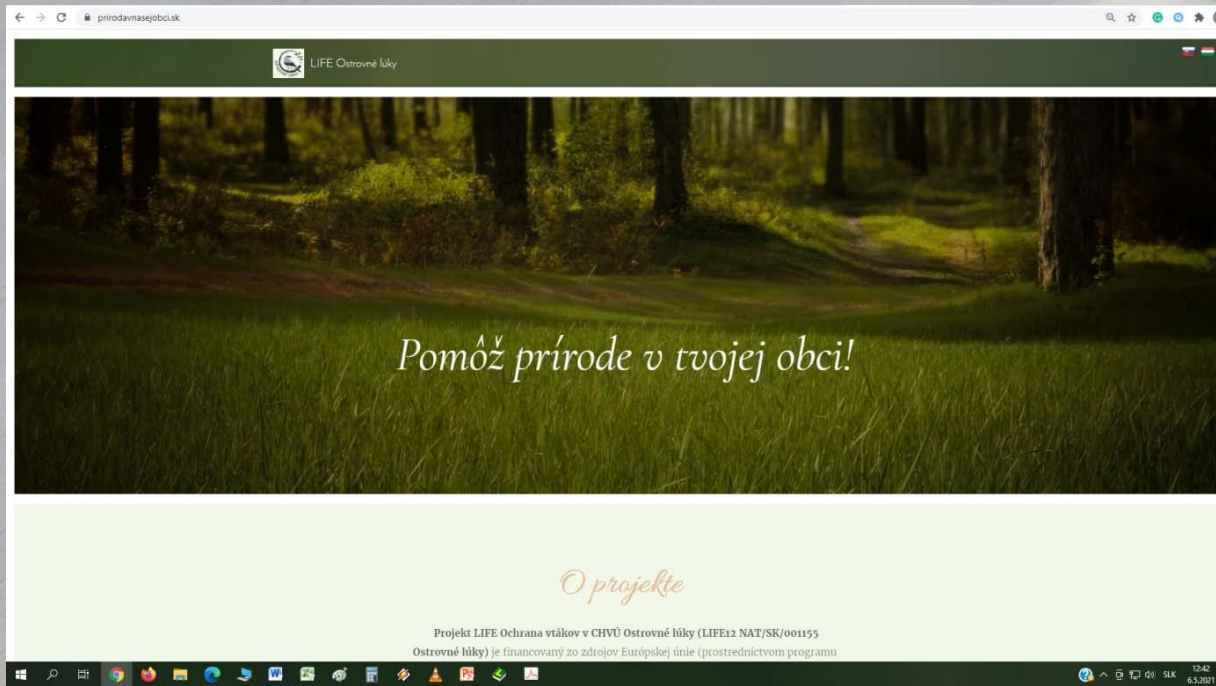 prirodavnasejobci.sk
LIFE Ostrovné lúky
Pomôž prírode v tvojej obci!
O projekte
Projekt LIFE Ochrana vtákov v CHVÚ Ostrovné lúky (LIFE12 NAT/SK/001155
Ostrovné lúky) je financovaný zo zdrojov Európskej únie (prostredníctvom programu
SLK
12:42
6.5.2021